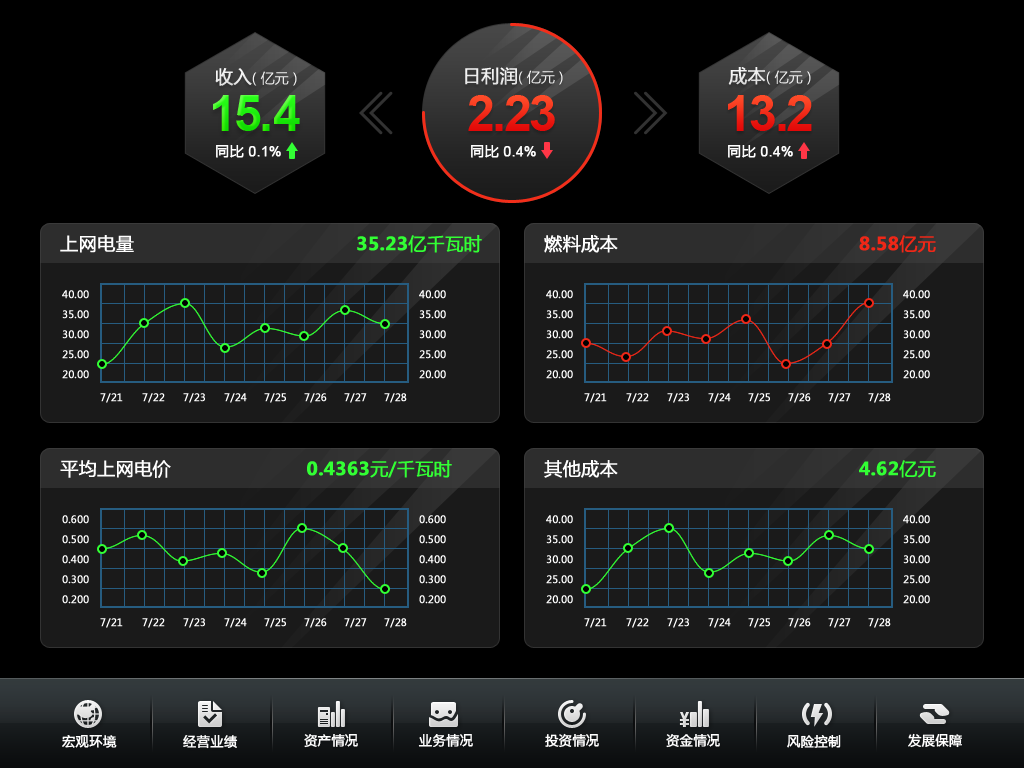 收入( 亿元 )
15.4
同比 0.1%
日利润( 亿元 )
2.23
同比 0.4%
成本( 亿元 )
13.2
同比 0.4%
上网电量 35.23亿千瓦时
40.00 40.00
35.00 35.00
30.00 30.00
25.00 25.00
20.00 20.00
7/21 7/22 7/23 7/24 7/25 7/26 7/27 7/28
燃料成本 8.58亿元
40.00 40.00
35.00 35.00
30.00 30.00
25.00 25.00
20.00 20.00
7/21 7/22 7/23 7/24 7/25 7/26 7/27 7/28
平均上网电价 0.4363元/千瓦时
0.600 0.600
0.500 0.500
0.400 0.400
0.300 0.300
0.200 0.200
7/21 7/22 7/23 7/24 7/25 7/26 7/27 7/28
其他成本 4.62亿元
40.00 40.00
35.00 35.00
30.00 30.00
25.00 25.00
20.00 20.00
7/21 7/22 7/23 7/24 7/25 7/26 7/27 7/28
宏观环境 经营业绩 资产情况 业务情况 投资情况 资金情况 风险控制 发展保障